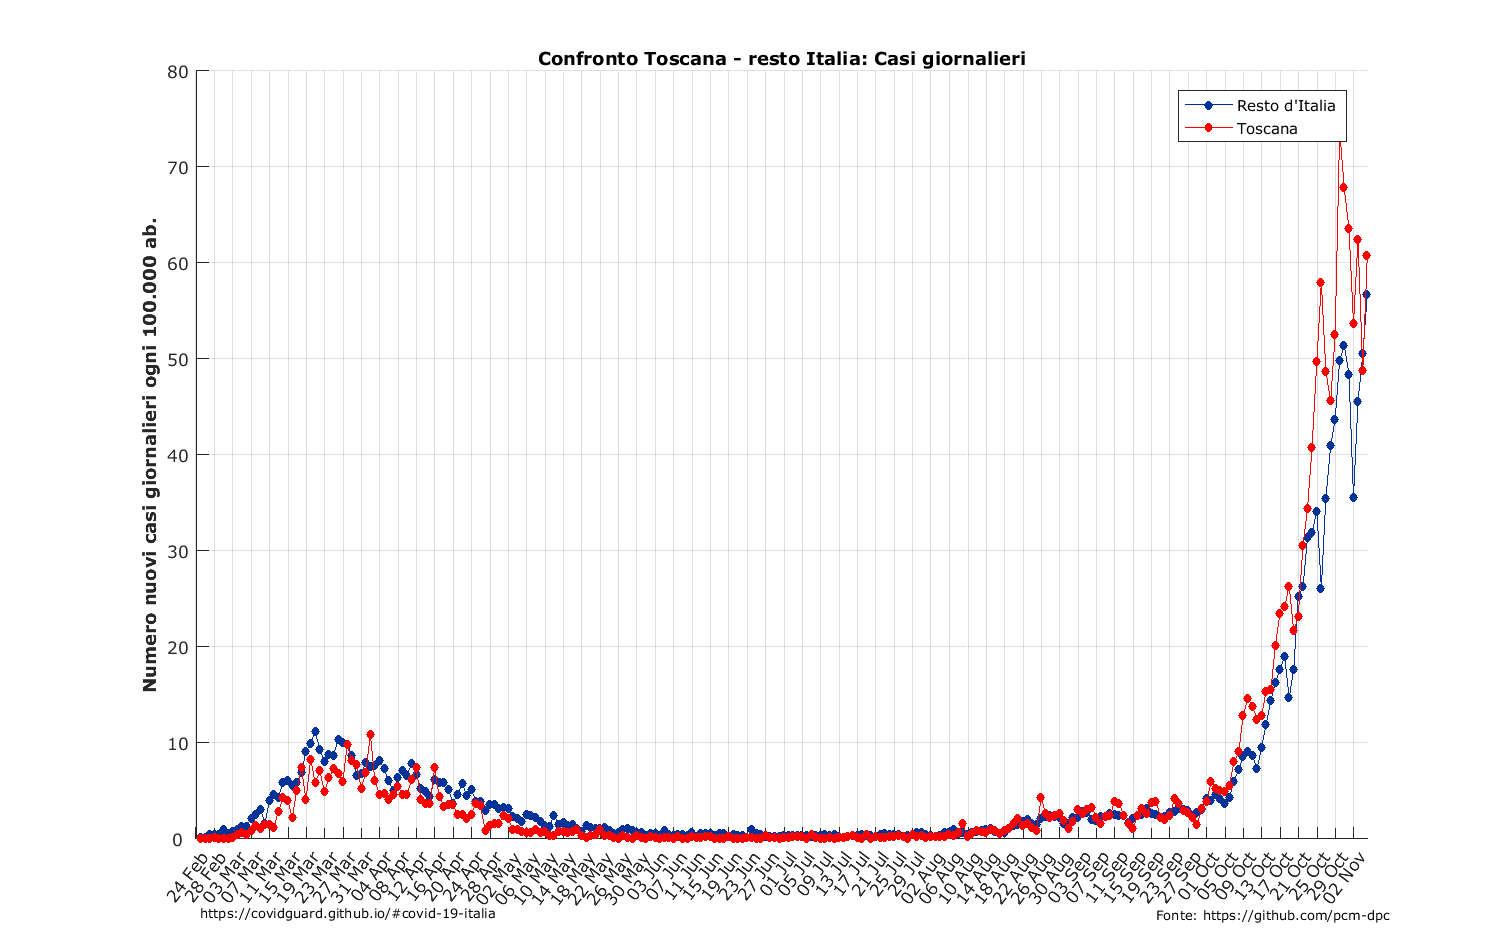 Confronto Toscana - resto Italia: Casi giornalieri
Resto d'Italia
Toscana
Numero nuovi casi giornalieri ogni 100.000 ab.
80
70
60
50
40
30
20
10
0
24 Feb
28 Feb
03 Mar
07 Mar
11 Mar
15 Mar
19 Mar
23 Mar
27 Mar
31 Mar
04 Apr
08 Apr
12 Apr
16 Apr
20 Apr
24 Apr
28 Apr
02 May
06 May
10 May
14 May
18 May
22 May
26 May
30 May
03 Jun
07 Jun
11 Jun
15 Jun
19 Jun
23 Jun
27 Jun
01 Jul
05 Jul
09 Jul
13 Jul
17 Jul
21 Jul
25 Jul
29 Jul
02 Aug
06 Aug
10 Aug
14 Aug
18 Aug
22 Aug
26 Aug
30 Aug
03 Sep
07 Sep
11 Sep
15 Sep
19 Sep
23 Sep
27 Sep
01 Oct
05 Oct
09 Oct
13 Oct
17 Oct
21 Oct
25 Oct
29 Oct
02 Nov
https://covidguard.github.io/#covid-19-italia
Fonte: https://github.com/pcm-dpc